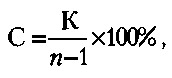 С = К / (n−1) × 100% ,